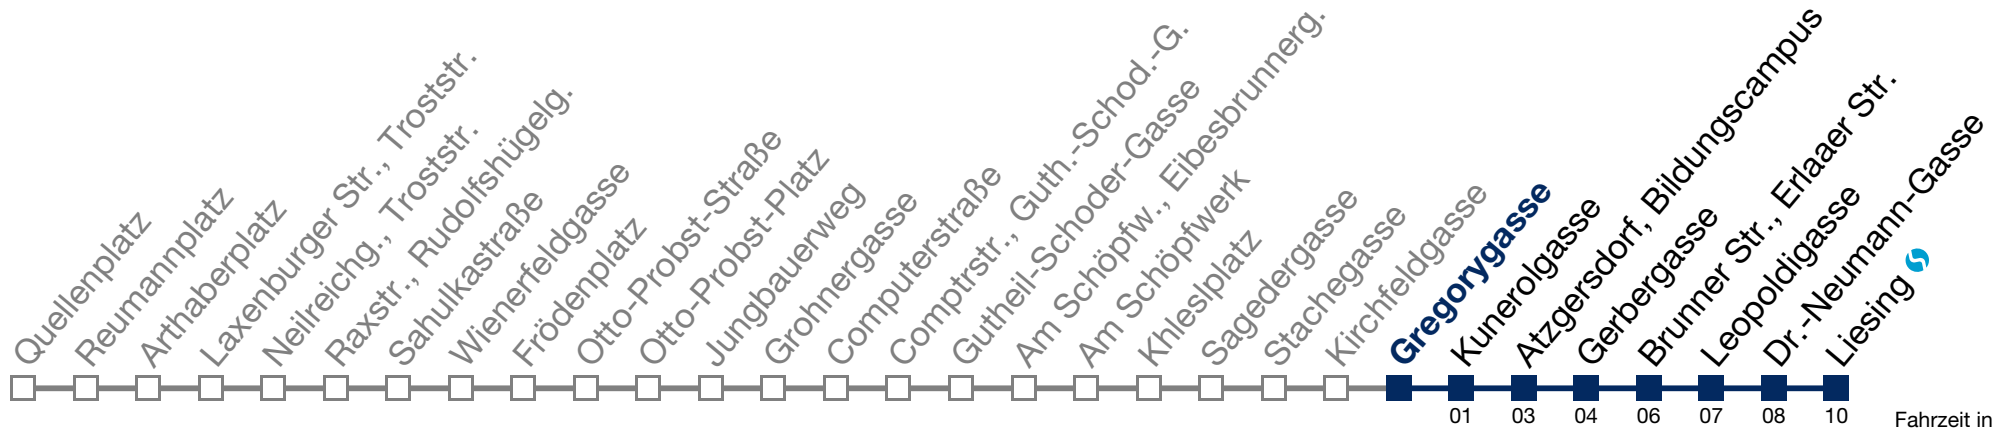 Quellenplatz
Reumannplatz
Arthaberplatz
Laxenburger Str., Troststr.
Neilreichg., Troststr.
Raxstr., Rudolfshügelg.
Sahulkastraße
Wienerfeldgasse
Frödenplatz
Otto-Probst-Straße
Otto-Probst-Platz
Jungbauerweg
Grohnergasse
Computerstraße
Comptrstr., Guth.-Schod.-G.
Gutheil-Schoder-Gasse
Am Schöpfw., Eibesbrunnerg.
Am Schöpfwerk
Khleslplatz
Sagedergasse
Stachegasse
Kirchfeldgasse
Gregorygasse
Kunerolgasse
Atzgersdorf, Bildungscampus
Gerbergasse
Brunner Str., Erlaaer Str.
Leopoldigasse
Dr.-Neumann-Gasse
Liesing
01 03 04 06 07 08 10
Fahrzeit in